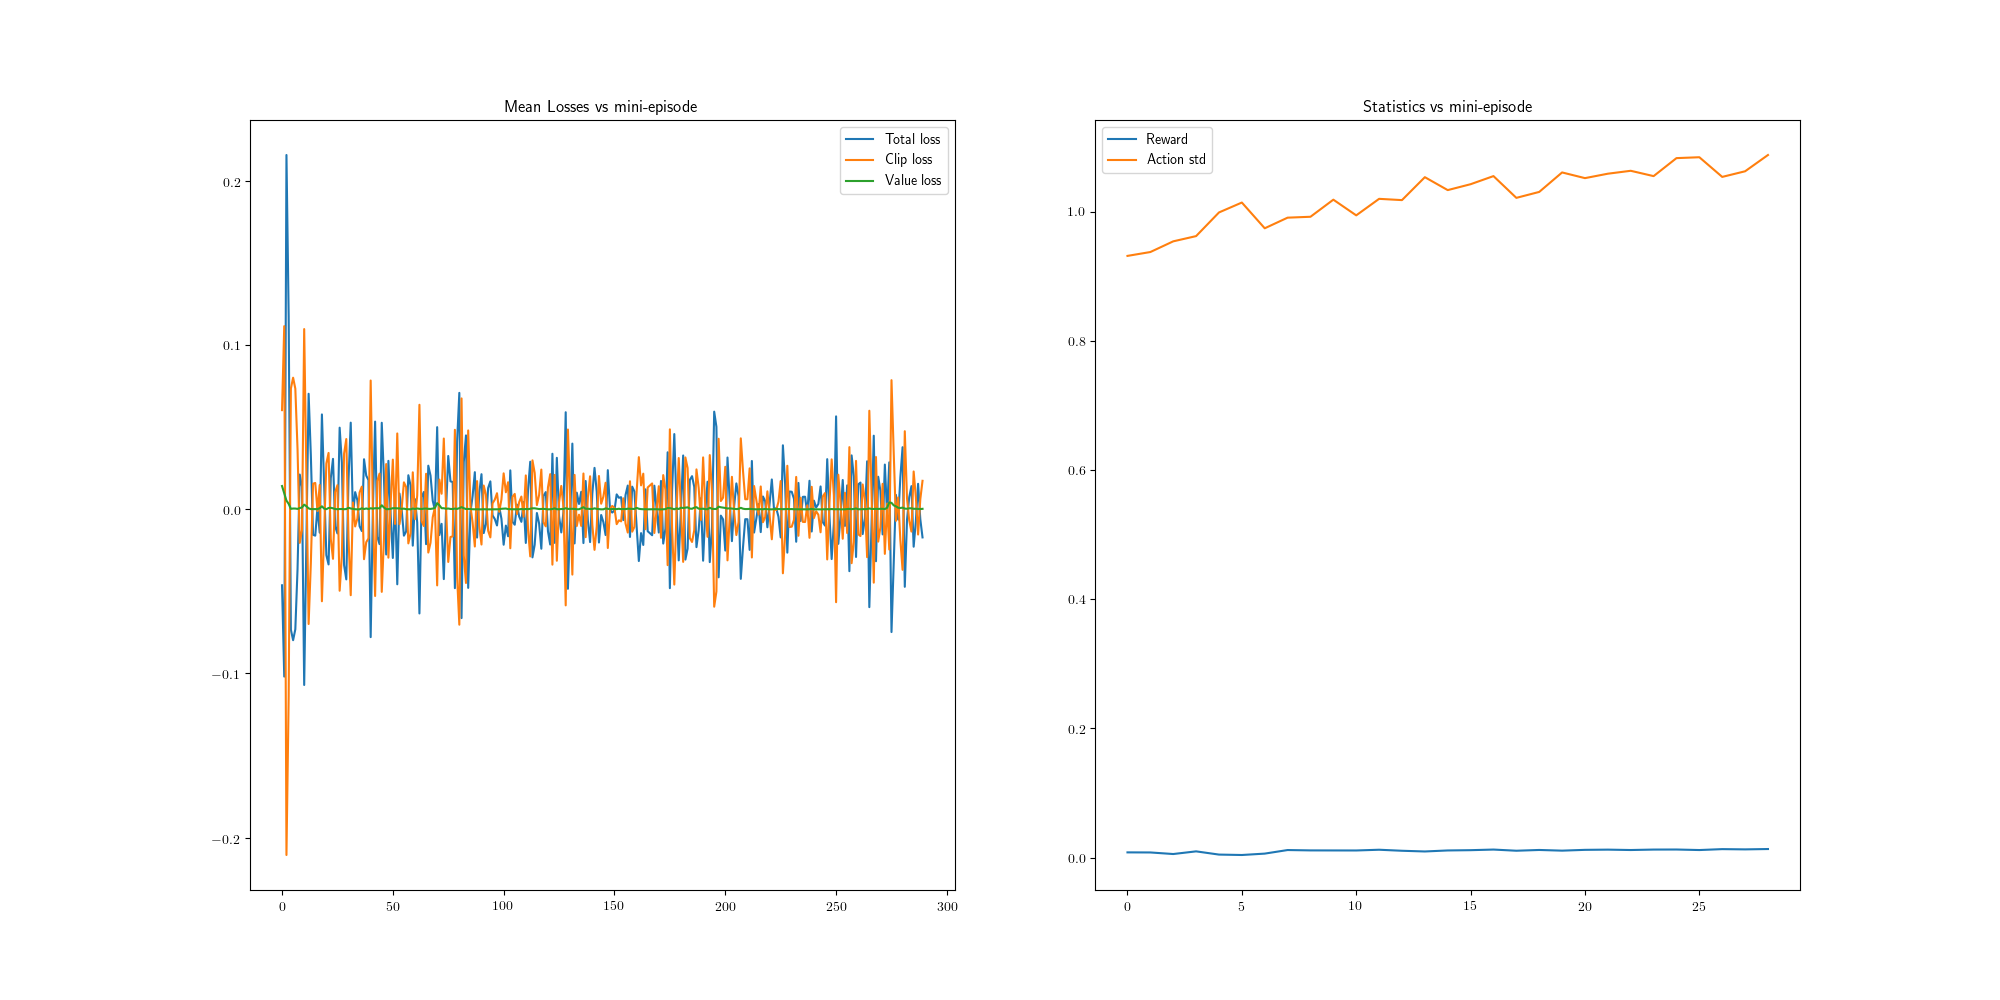 Mean Losses vs mini-episode
Total loss
Clip loss
Value loss
0.2
0.1
0.0
−0.1
−0.2
0 50 100 150 200 250 300
Statistics vs mini-episode
Reward
Action std
1.0
0.8
0.6
0.4
0.2
0.0
0 5 10 15 20 25